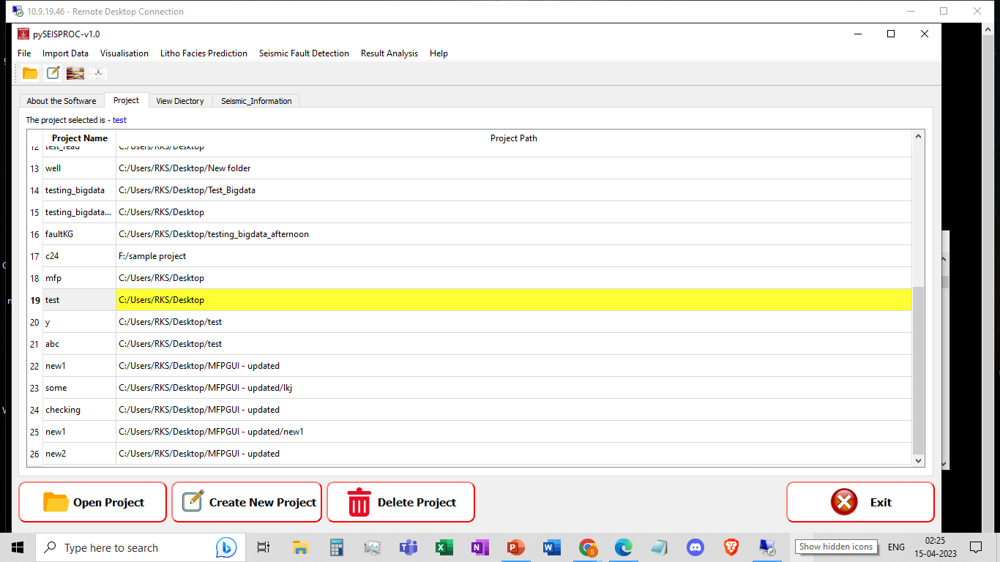 10.9.19.46 - Remote Desktop Connection
pySEISPROC-v1.0
File Import Data Visualisation Litho Facies Prediction Seismic Fault Detection Result Analysis Help
About the Software Project View Diectory Seismic_Information
The project selected is - test
Project Name Project Path
12 test_read C:/Users/RKS/Desktop
13 well C:/Users/RKS/Desktop/New folder
14 testing_bigdata C:/Users/RKS/Desktop/Test_Bigdata
15 testing_bigdata... C:/Users/RKS/Desktop
16 faultKG C:/Users/RKS/Desktop/testing_bigdata_afternoon
17 c24 F:/sample project
18 mfp C:/Users/RKS/Desktop
19 test C:/Users/RKS/Desktop
20 y C:/Users/RKS/Desktop/test
21 abc C:/Users/RKS/Desktop/test
22 new1 C:/Users/RKS/Desktop/MFPGUI - updated
23 some C:/Users/RKS/Desktop/MFPGUI - updated/lkj
24 checking C:/Users/RKS/Desktop/MFPGUI - updated
25 new1 C:/Users/RKS/Desktop/MFPGUI - updated/new1
26 new2 C:/Users/RKS/Desktop/MFPGUI - updated
Open Project Create New Project Delete Project Exit
Type here to search
Show hidden icons
ENG
02:25
15-04-2023